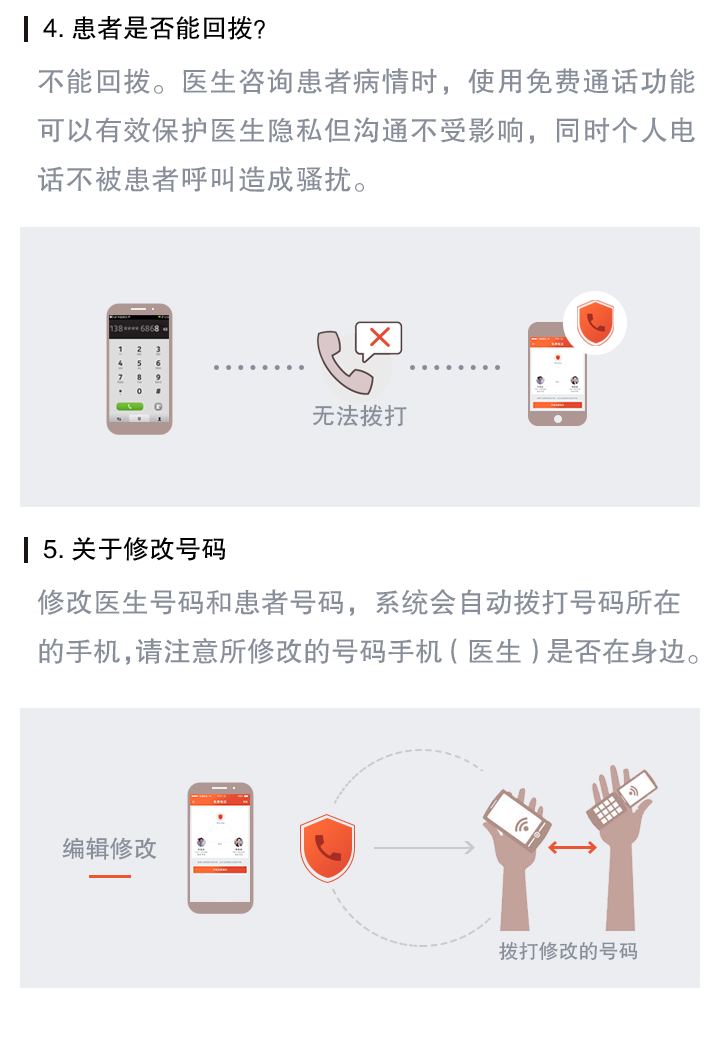 4. 患者是否能回拨?
不能回拨。医生咨询患者病情时，使用免费通话功能
可以有效保护医生隐私但沟通不受影响，同时个人电
话不被患者呼叫造成骚扰。
138**** 6868
1 2 3
4 5 6
7 8 9
* 0 #
无法拨打
5. 关于修改号码
修改医生号码和患者号码，系统会自动拨打号码所在
的手机,请注意所修改的号码手机（医生）是否在身边。
编辑修改
拨打修改的号码